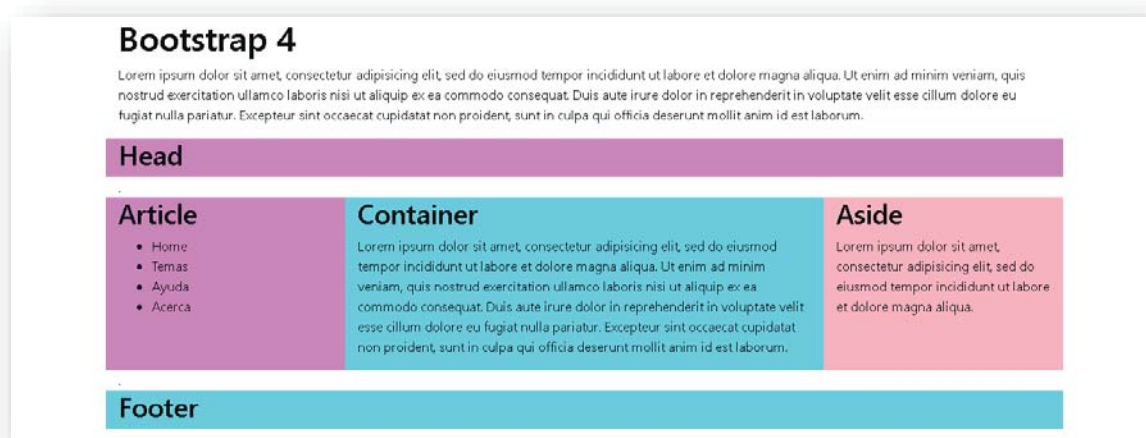 Bootstrap 4
Lorem ipsum dolor sit amet, consectetur adipisicing elit, sed do eiusmod tempor incididunt ut labore et dolore magna aliqua. Ut enim ad minim veniam, quis
nostrud exercitation ullamco laboris nisi ut aliquip ex ea commodo consequat. Duis aute irure dolor in reprehenderit in voluptate velit esse cillum dolore eu
fugiat nulla pariatur. Excepteur sint occaecat cupidatat non proident, sunt in culpa qui officia deserunt mollit anim id est laborum.
Head
.
Article
• Home
• Temas
• Ayuda
• Acerca
Container
Lorem ipsum dolor sit amet, consectetur adipisicing elit, sed do eiusmod
tempor incididunt ut labore et dolore magna aliqua. Ut enim ad minim
veniam, quis nostrud exercitation ullamco laboris nisi ut aliquip ex ea
commodo consequat. Duis aute irure dolor in reprehenderit in voluptate velit
esse cillum dolore eu fugiat nulla pariatur. Excepteur sint occaecat cupidatat
non proident, sunt in culpa qui officia deserunt mollit anim id est laborum.
Aside
Lorem ipsum dolor sit amet,
consectetur adipisicing elit, sed do
eiusmod tempor incididunt ut labore
et dolore magna aliqua.
.
Footer